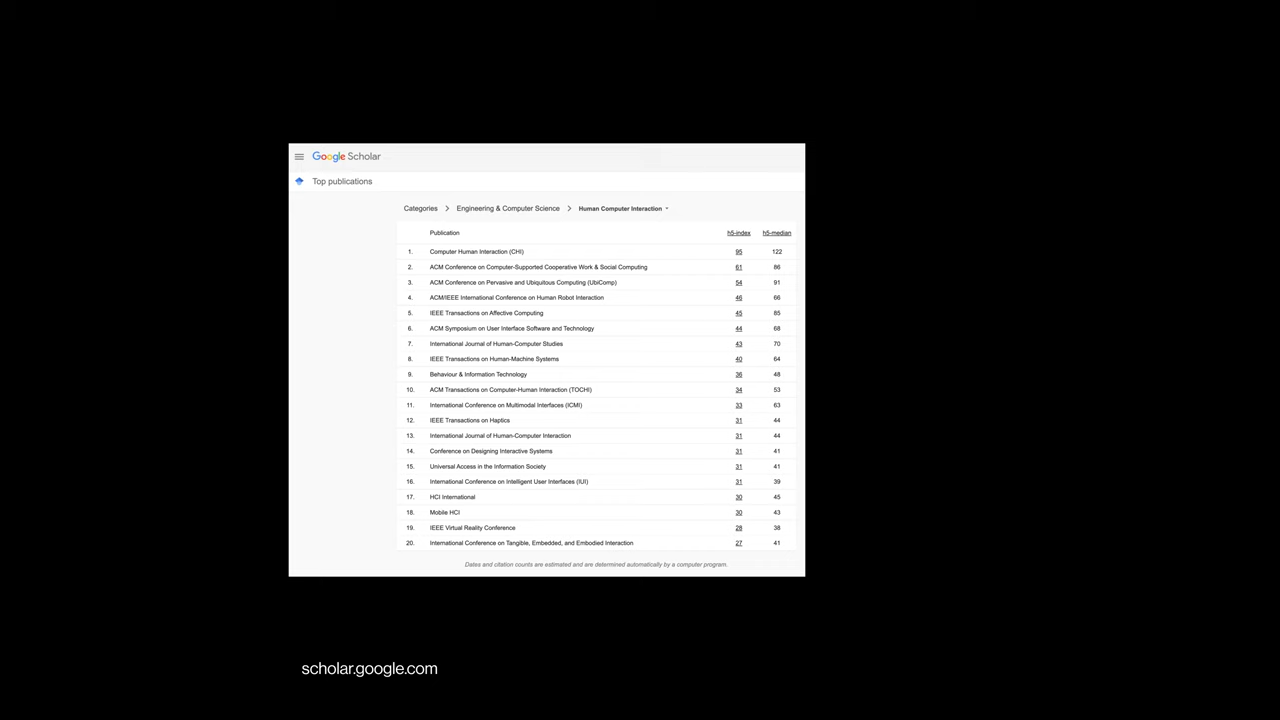 Google Scholar
Top publications
Categories > Engineering & Computer Science > Human Computer Interaction
Publication h5-index h5-median
1. Computer Human Interaction (CHI) 95 122
2. ACM Conference on Computer-Supported Cooperative Work & Social Computing 61 86
3. ACM Conference on Pervasive and Ubiquitous Computing (UbiComp) 54 91
4. ACM/IEEE International Conference on Human Robot Interaction 46 66
5. IEEE Transactions on Affective Computing 45 85
6. ACM Symposium on User Interface Software and Technology 44 68
7. International Journal of Human-Computer Studies 43 70
8. IEEE Transactions on Human-Machine Systems 40 64
9. Behaviour & Information Technology 36 48
10. ACM Transactions on Computer-Human Interaction (TOCHI) 34 53
11. International Conference on Multimodal Interfaces (ICMI) 33 63
12. IEEE Transactions on Haptics 31 44
13. International Journal of Human-Computer Interaction 31 44
14. Conference on Designing Interactive Systems 31 41
15. Universal Access in the Information Society 31 41
16. International Conference on Intelligent User Interfaces (IUI) 31 39
17. HCI International 30 45
18. Mobile HCI 30 43
19. IEEE Virtual Reality Conference 28 38
20. International Conference on Tangible, Embedded, and Embodied Interaction 27 41
Dates and citation counts are estimated and are determined automatically by a computer program.
scholar.google.com